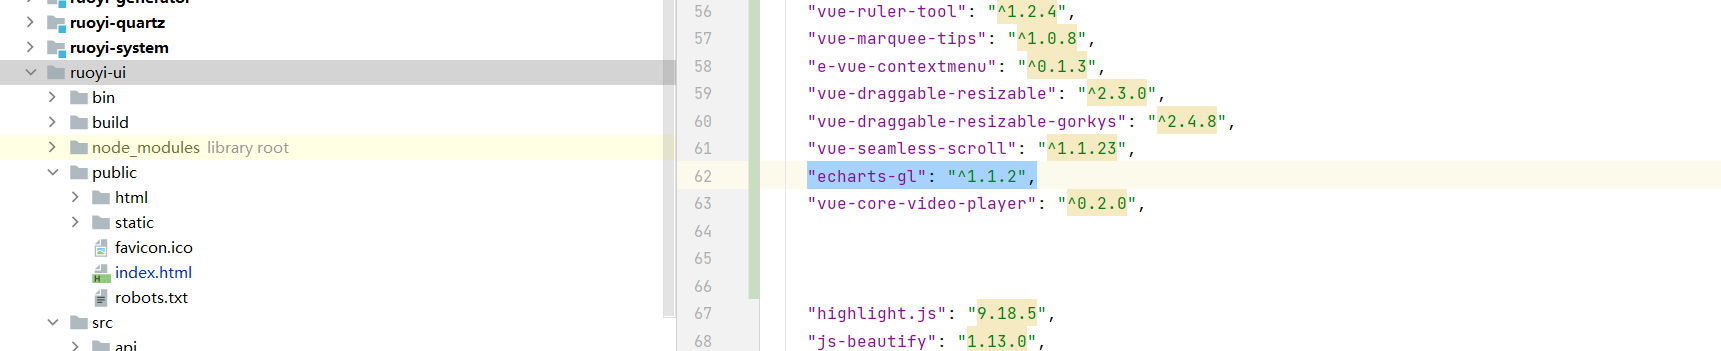 ruoyi-generator
ruoyi-quartz
ruoyi-system
ruoyi-ui
bin
build
node_modules library root
public
html
static
favicon.ico
index.html
robots.txt
src
api
56 "vue-ruler-tool": "^1.2.4",
57 "vue-marquee-tips": "^1.0.8",
58 "e-vue-contextmenu": "^0.1.3",
59 "vue-draggable-resizable": "^2.3.0",
60 "vue-draggable-resizable-gorkys": "^2.4.8",
61 "vue-seamless-scroll": "^1.1.23",
62 "echarts-gl": "^1.1.2",
63 "vue-core-video-player": "^0.2.0",
64
65
66
67 "highlight.js": "9.18.5",
68 "js-beautify": "1.13.0",